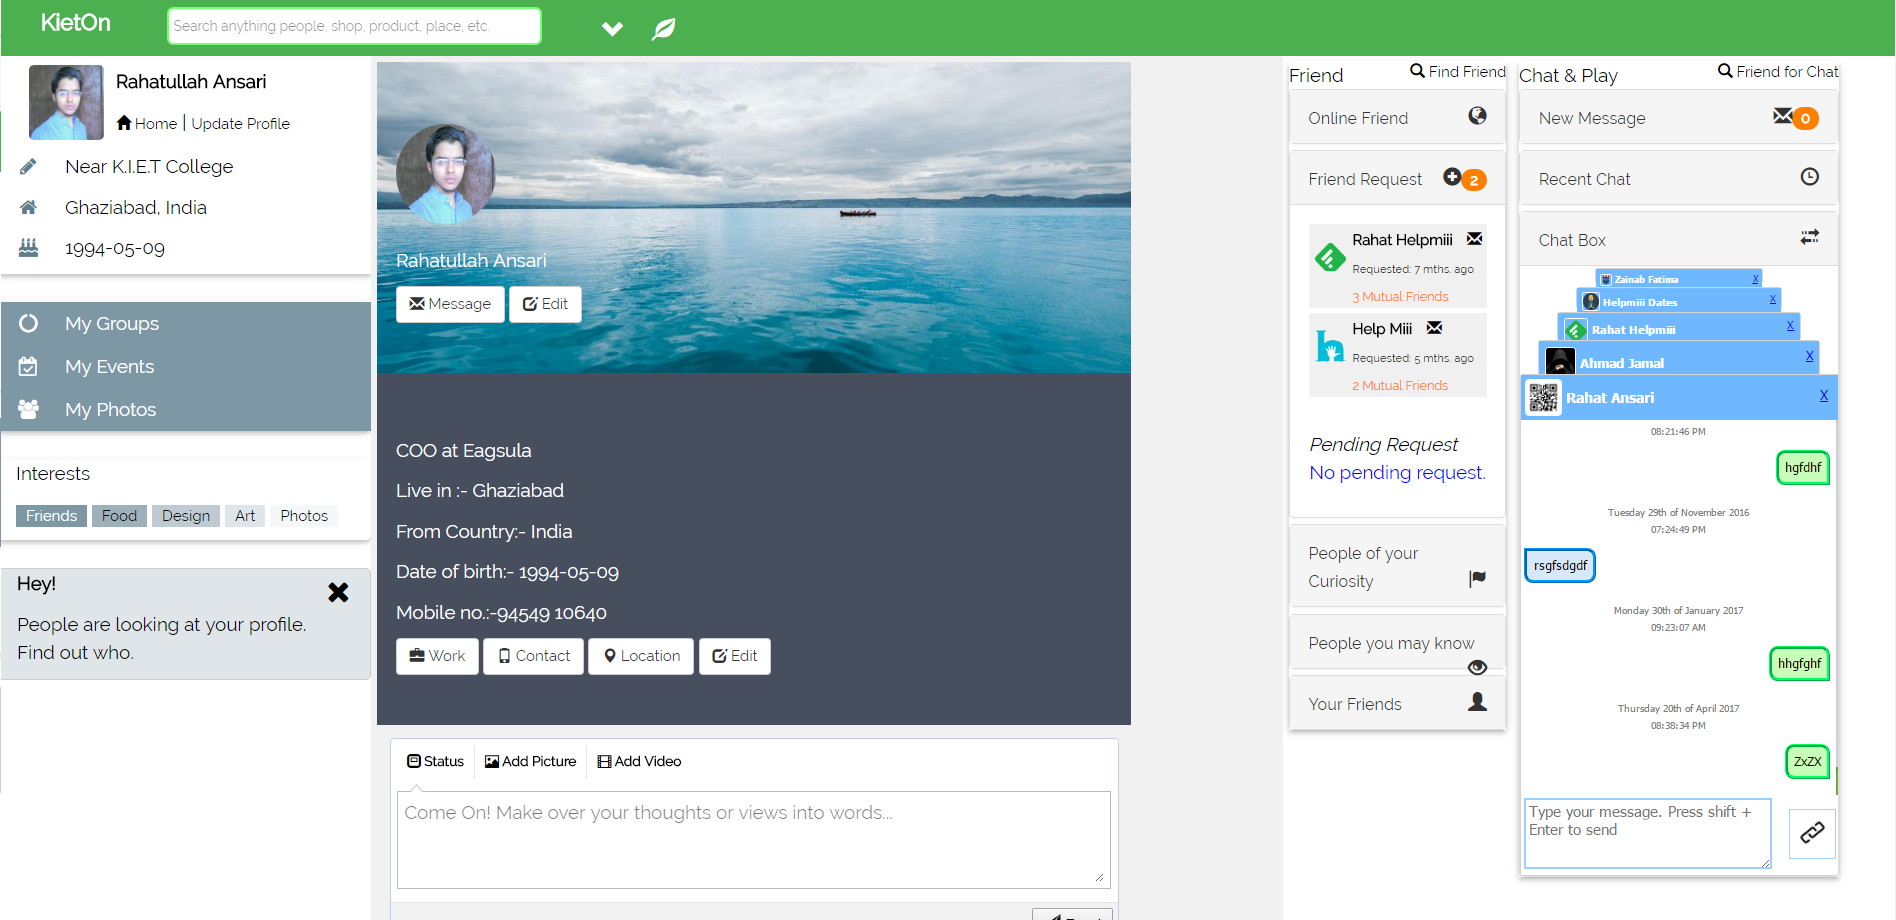 KietOn
Search anything people, shop, product, place, etc.
Rahatullah Ansari
Home | Update Profile
Near K.I.E.T College
Ghaziabad, India
1994-05-09
My Groups
My Events
My Photos
Interests
Friends Food Design Art Photos
Hey!
People are looking at your profile.
Find out who.
Rahatullah Ansari
Message Edit
COO at Eagsula
Live in :- Ghaziabad
From Country:- India
Date of birth:- 1994-05-09
Mobile no.:-94549 10640
Work Contact Location Edit
Status Add Picture Add Video
Come On! Make over your thoughts or views into words...
Friend Find Friend
Online Friend
Friend Request 2
Rahat Helpmiii
Requested: 7 mths. ago
3 Mutual Friends
Help Miii
Requested: 5 mths. ago
2 Mutual Friends
Pending Request
No pending request.
People of your
Curiosity
People you may know
Your Friends
Chat & Play Friend for Chat
New Message 0
Recent Chat
Chat Box
Zainab Fatima X
Helpmiii Dates X
Rahat Helpmiii X
Ahmad Jamal X
Rahat Ansari X
08:21:46 PM
hgfdhf
Tuesday 29th of November 2016
07:24:49 PM
rsgfsdgdf
Monday 30th of January 2017
09:23:07 AM
hhgfghf
Thursday 20th of April 2017
08:38:34 PM
ZxZX
Type your message. Press shift +
Enter to send